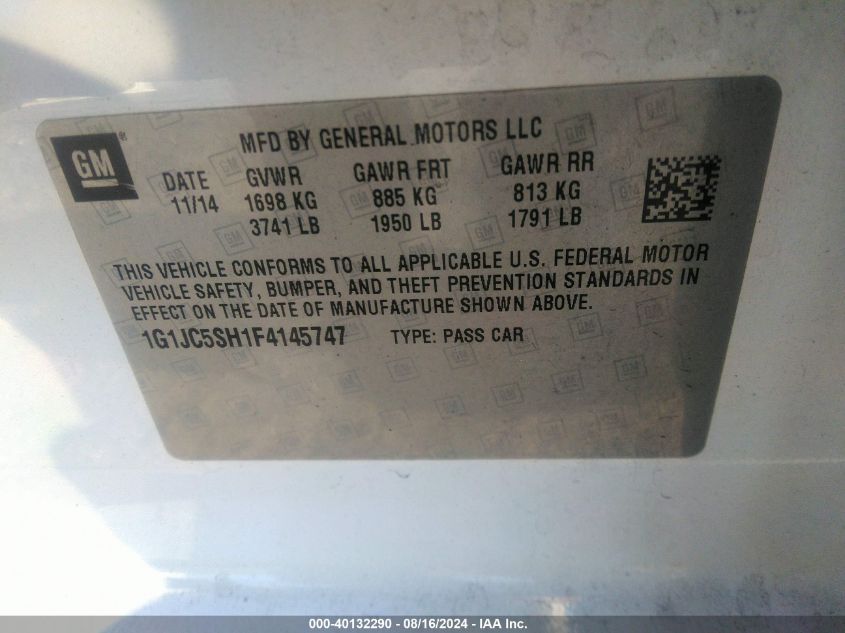 GM
MFD BY GENERAL MOTORS LLC
DATE GVWR GAWR FRT GAWR RR
11/14 1698 KG 885 KG 813 KG
3741 LB 1950 LB 1791 LB
THIS VEHICLE CONFORMS TO ALL APPLICABLE U.S. FEDERAL MOTOR
VEHICLE SAFETY, BUMPER, AND THEFT PREVENTION STANDARDS IN
EFFECT ON THE DATE OF MANUFACTURE SHOWN ABOVE.
1G1JC5SH1F4145747 TYPE: PASS CAR
000-40132290 - 08/16/2024 - IAA Inc.